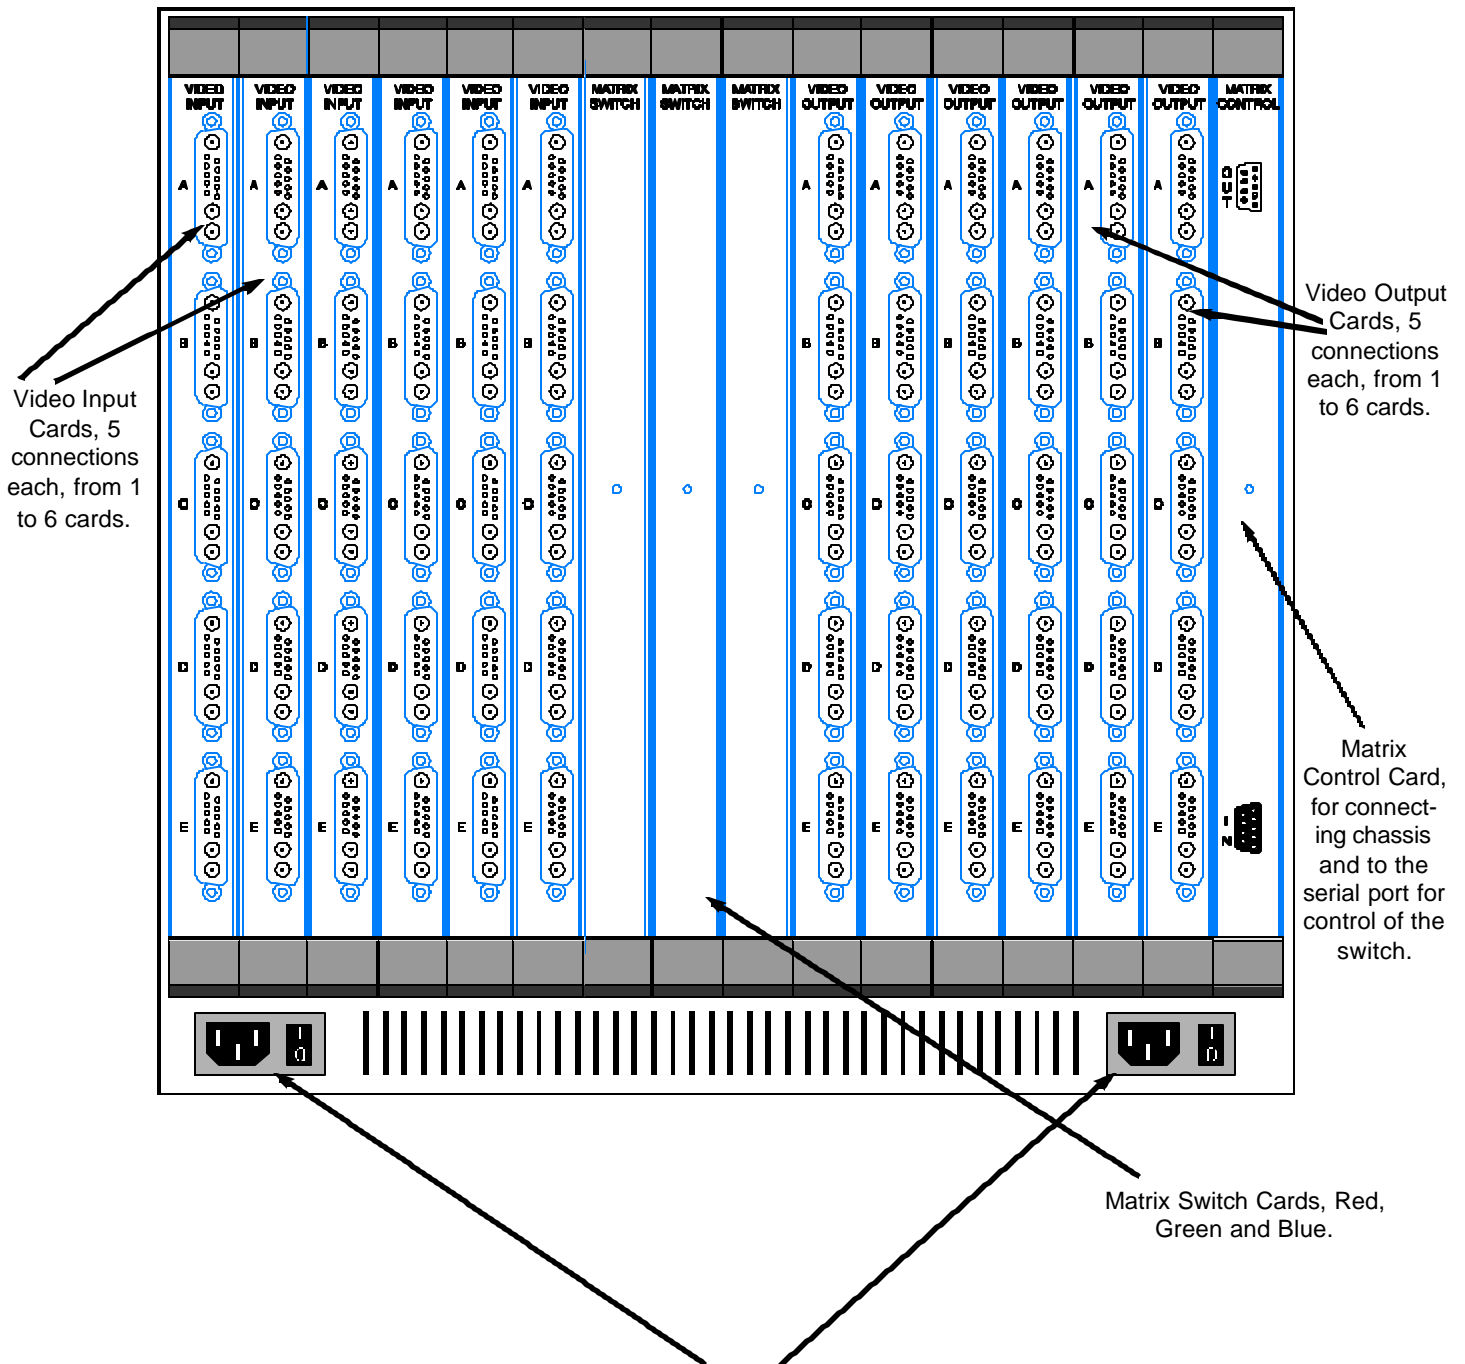 VIDEO VIDEO VIDEO VIDEO VIDEO VIDEO MATRIX MATRIX MATRIX VIDEO VIDEO VIDEO VIDEO VIDEO VIDEO MATRIX
INPUT INPUT INPUT INPUT INPUT INPUT SWITCH SWITCH SWITCH OUTPUT OUTPUT OUTPUT OUTPUT OUTPUT OUTPUT CONTROL
A A A A A A A A A A A A OUT
B B B B B B B B B B B B
C C C C C C C C C C C C
D D D D D D D D D D D D
E E E E E E E E E E E E IN
Video Input
Cards, 5
connections
each, from 1
to 6 cards.
Video Output
Cards, 5
connections
each, from 1
to 6 cards.
Matrix
Control Card,
for connect-
ing chassis
and to the
serial port for
control of the
switch.
Matrix Switch Cards, Red,
Green and Blue.